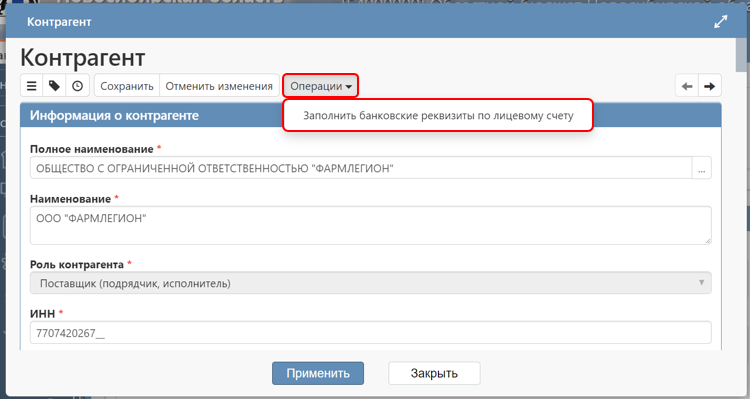 Контрагент
Контрагент
Сохранить Отменить изменения Операции
Заполнить банковские реквизиты по лицевому счету
Информация о контрагенте
Полное наименование *
ОБЩЕСТВО С ОГРАНИЧЕННОЙ ОТВЕТСТВЕННОСТЬЮ "ФАРМЛЕГИОН" ...
Наименование *
ООО "ФАРМЛЕГИОН"
Роль контрагента *
Поставщик (подрядчик, исполнитель)
ИНН *
7707420267__
Применить Закрыть